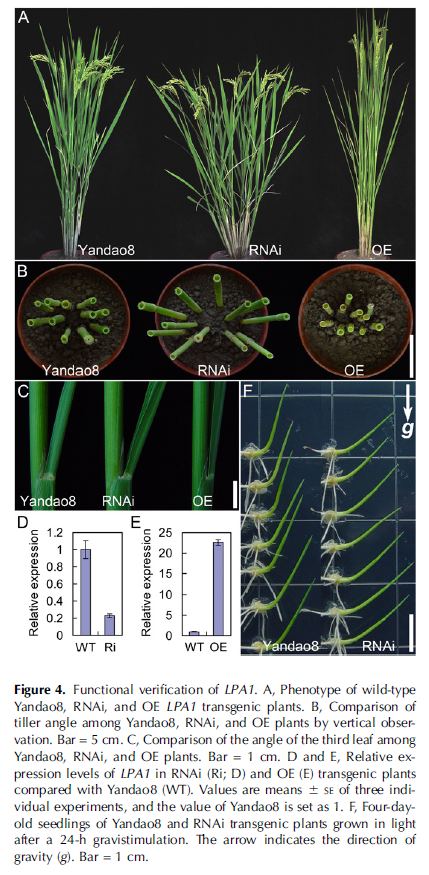 A
Yandao8
RNAi
OE
B
Yandao8
RNAi
OE
C
Yandao8
RNAi
OE
D
Relative expression
1.2
1
0.8
0.6
0.4
0.2
0
WT Ri
E
Relative expression
25
20
15
10
5
0
WT OE
F
g
Yandao8
RNAi
Figure 4. Functional verification of LPA1. A, Phenotype of wild-type
Yandao8, RNAi, and OE LPA1 transgenic plants. B, Comparison of
tiller angle among Yandao8, RNAi, and OE plants by vertical obser-
vation. Bar = 5 cm. C, Comparison of the angle of the third leaf among
Yandao8, RNAi, and OE plants. Bar = 1 cm. D and E, Relative ex-
pression levels of LPA1 in RNAi (Ri; D) and OE (E) transgenic plants
compared with Yandao8 (WT). Values are means ± SE of three indi-
vidual experiments, and the value of Yandao8 is set as 1. F, Four-day-
old seedlings of Yandao8 and RNAi transgenic plants grown in light
after a 24-h gravistimulation. The arrow indicates the direction of
gravity (g). Bar = 1 cm.